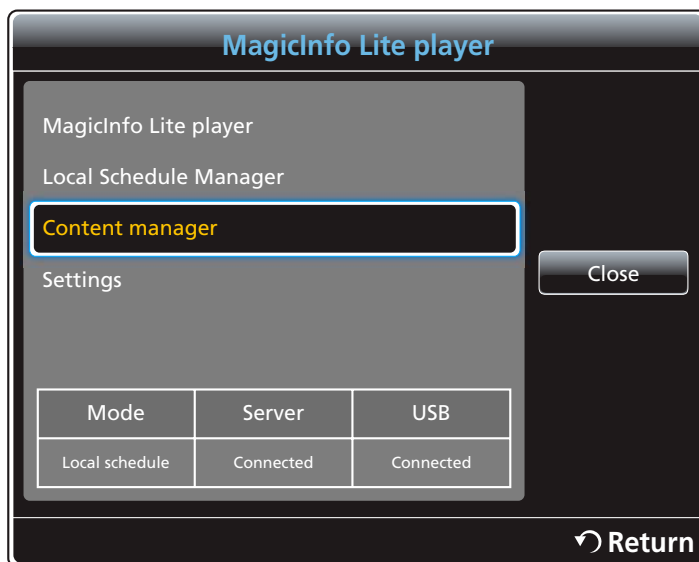 MagicInfo Lite player
MagicInfo Lite player
Local Schedule Manager
Content manager
Settings
Close
Mode Server USB
Local schedule Connected Connected
Return